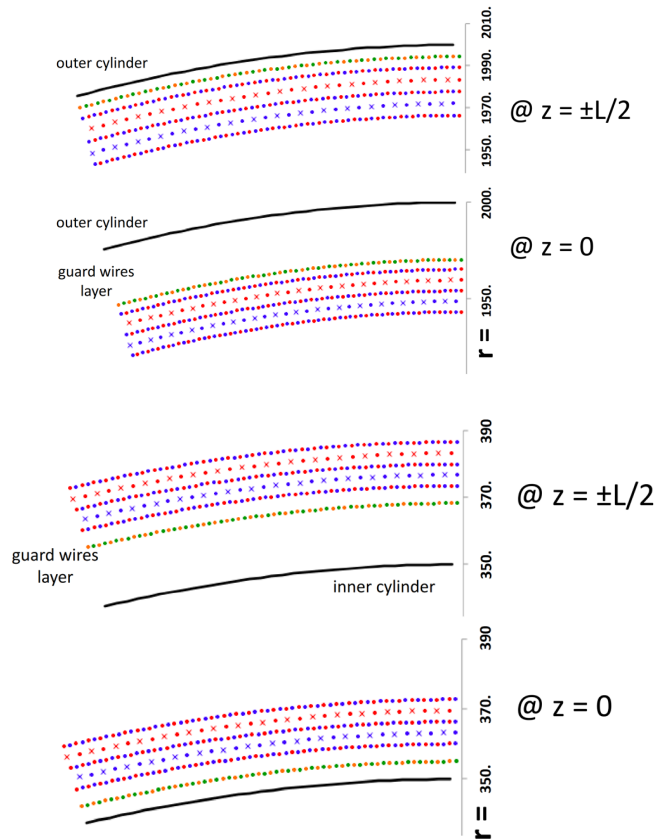 2010.
outer cylinder
1990.
1970.
@ z = ±L/2
1950.
2000.
outer cylinder
@ z = 0
guard wires
layer
1950.
r =
390
370.
@ z = ±L/2
guard wires
layer
350.
inner cylinder
390
370.
@ z = 0
350.
r =